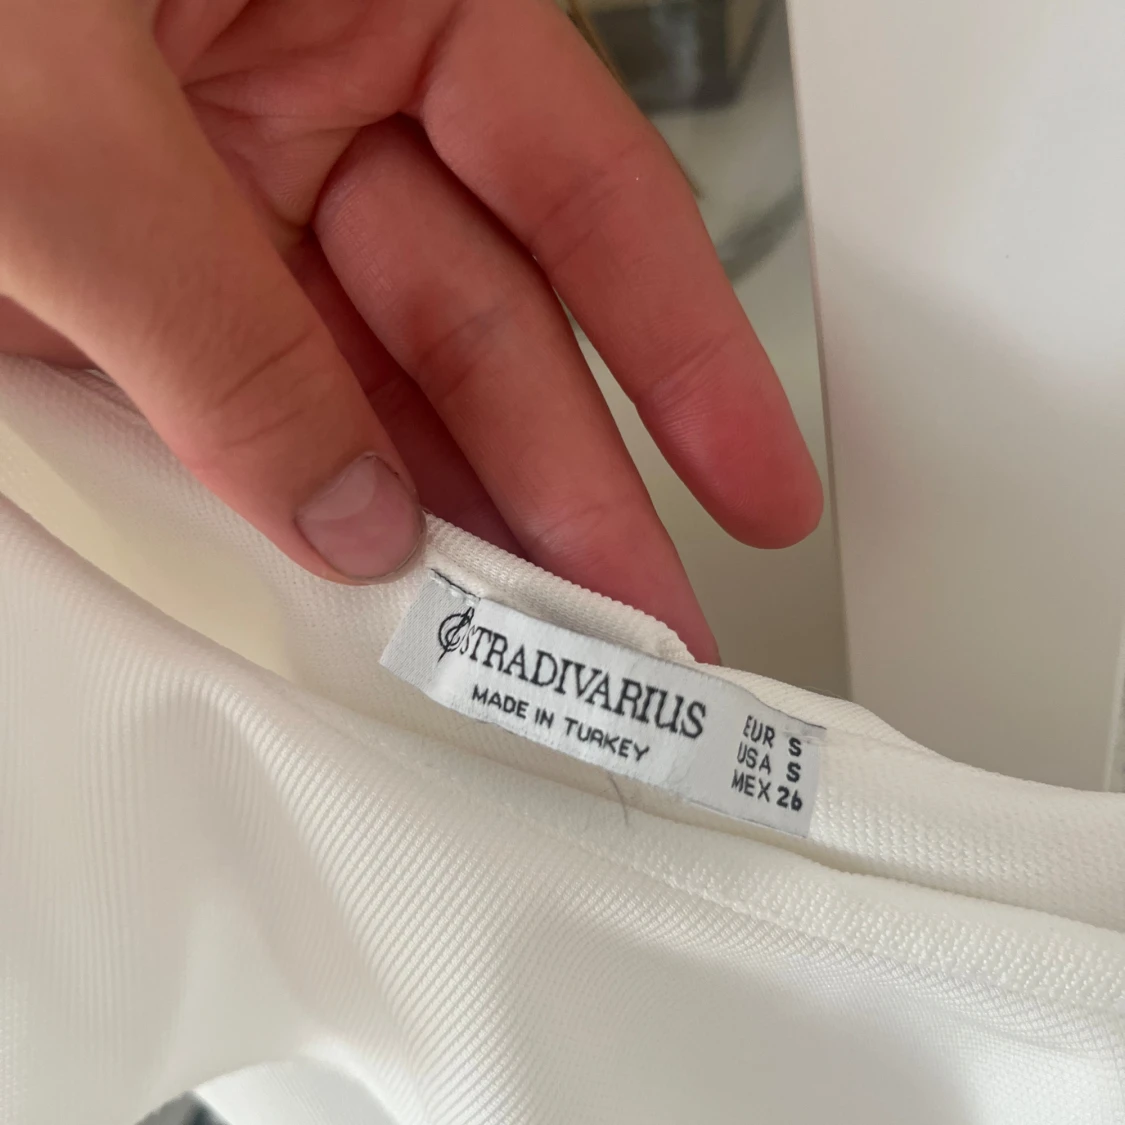 STRADIVARIUS
MADE IN TURKEY
EUR S
USA S
MEX 26